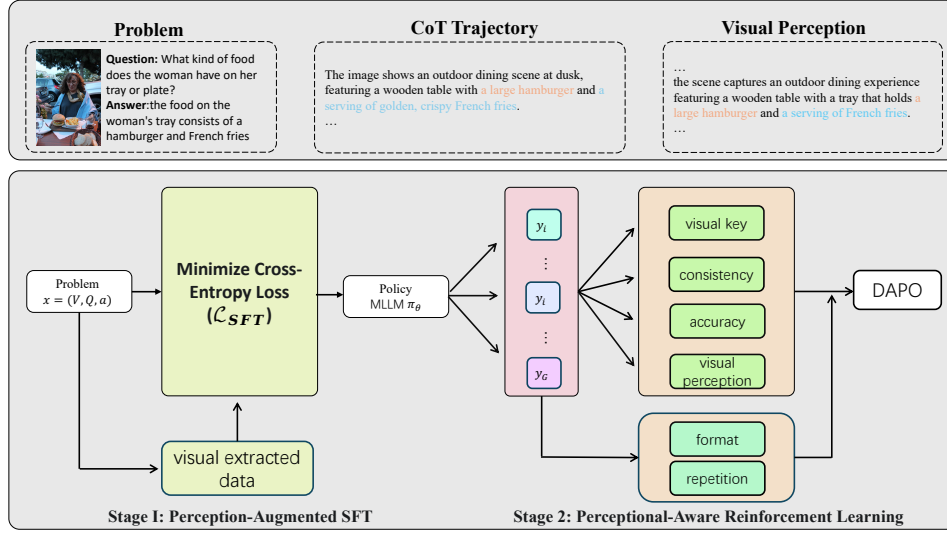 Problem
Question: What kind of food
does the woman have on her
tray or plate?
Answer:the food on the
woman's tray consists of a
hamburger and French fries
CoT Trajectory
The image shows an outdoor dining scene at dusk,
featuring a wooden table with a large hamburger and a
serving of golden, crispy French fries.
…
Visual Perception
…
the scene captures an outdoor dining experience
featuring a wooden table with a tray that holds a
large hamburger and a serving of French fries.
…
Problem
x = (V, Q, a)
Minimize Cross-
Entropy Loss
(ℒ_SFT)
visual extracted
data
Policy
MLLM π_θ
y_i
⋮
y_i
⋮
y_G
visual key
consistency
accuracy
visual
perception
format
repetition
DAPO
Stage I: Perception-Augmented SFT
Stage 2: Perceptional-Aware Reinforcement Learning